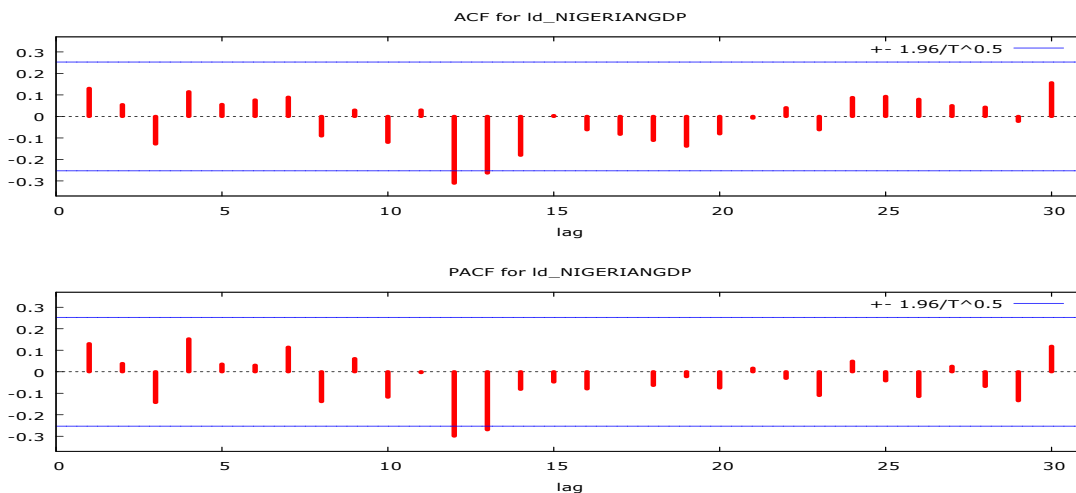 ACF for ld_NIGERIANGDP
+- 1.96/T^0.5
0.3
0.2
0.1
0
-0.1
-0.2
-0.3
0 5 10 15 20 25 30
lag
PACF for ld_NIGERIANGDP
+- 1.96/T^0.5
0.3
0.2
0.1
0
-0.1
-0.2
-0.3
0 5 10 15 20 25 30
lag